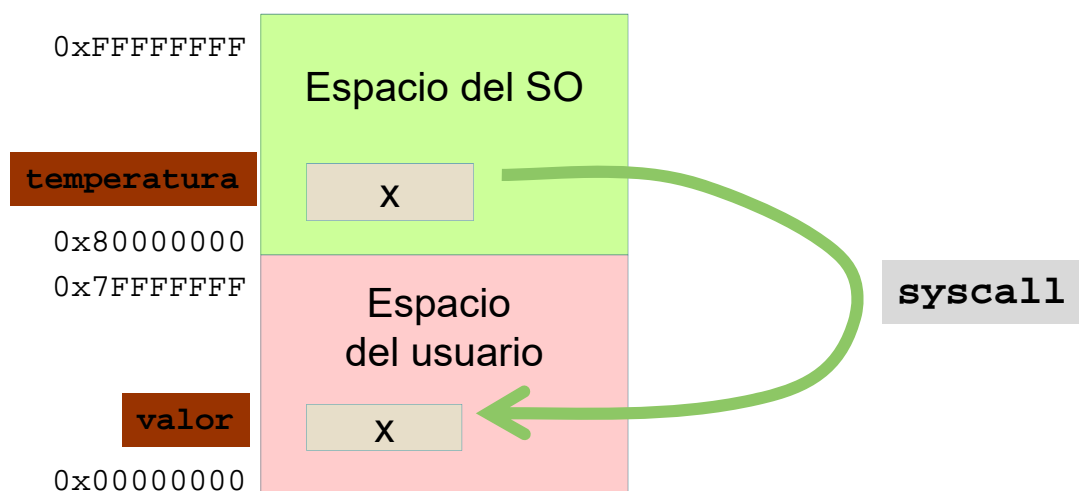 0xFFFFFFFF
Espacio del SO
temperatura
x
0x80000000
0x7FFFFFFF
Espacio
del usuario
syscall
valor
x
0x00000000